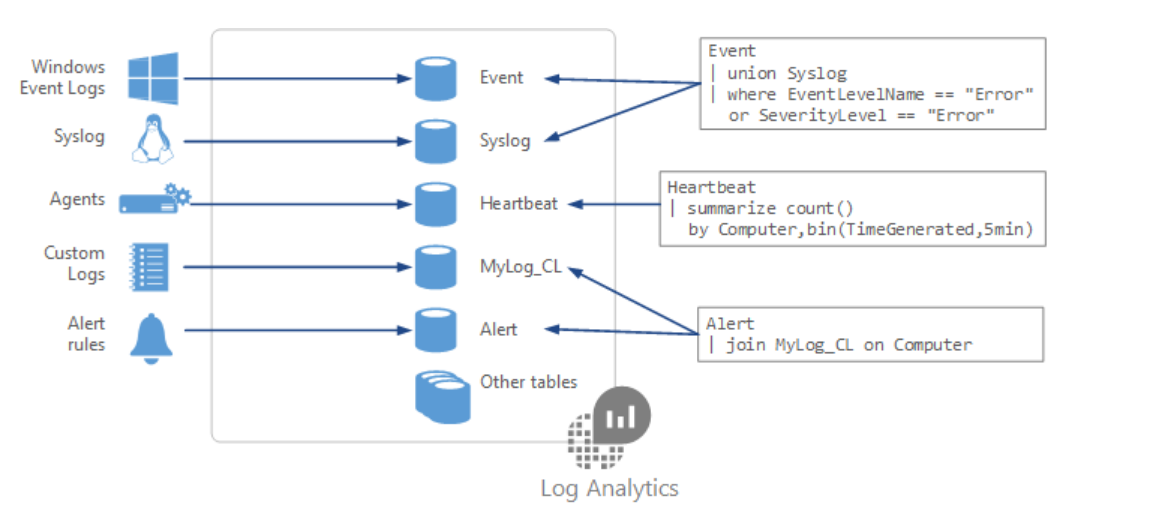 Windows
Event Logs
Syslog
Agents
Custom
Logs
Alert
rules
Event
Syslog
Heartbeat
MyLog_CL
Alert
Other tables
Log Analytics
Event
| union Syslog
| where EventLevelName == "Error"
or SeverityLevel == "Error"
Heartbeat
| summarize count()
by Computer,bin(TimeGenerated,5min)
Alert
| join MyLog_CL on Computer